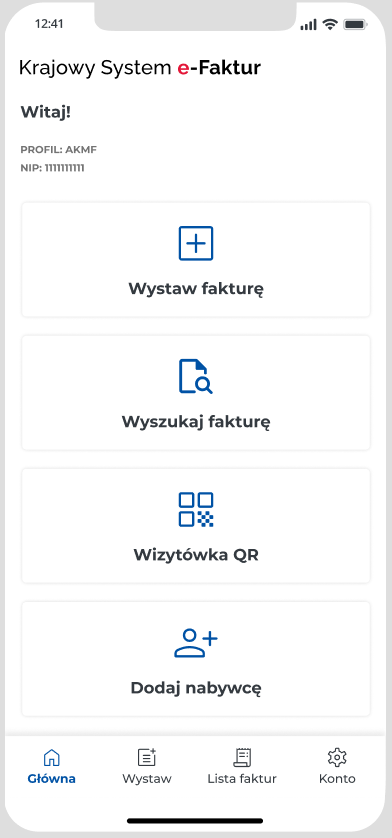 12:41
Krajowy System e-Faktur
Witaj!
PROFIL: AKMF
NIP: 1111111111
Wystaw fakturę
Wyszukaj fakturę
Wizytówka QR
Dodaj nabywcę
Główna Wystaw Lista faktur Konto